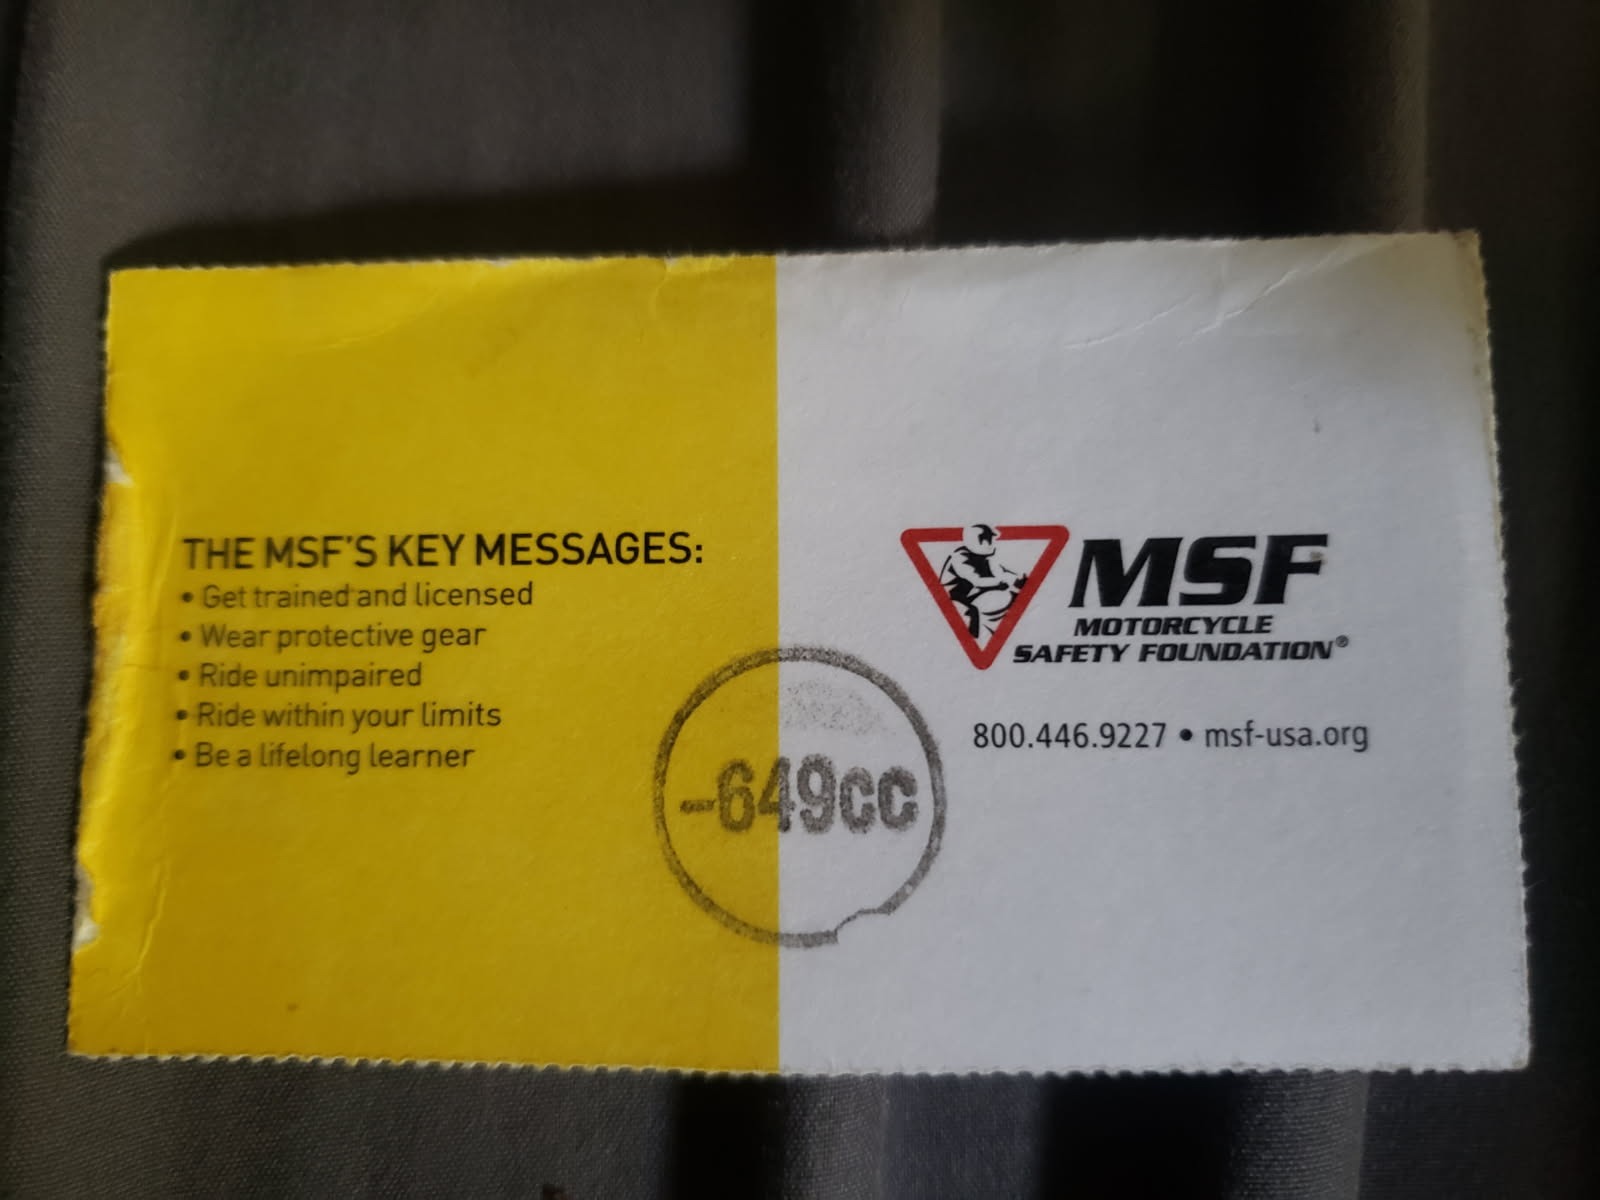 THE MSF'S KEY MESSAGES:
• Get trained and licensed
• Wear protective gear
• Ride unimpaired
• Ride within your limits
• Be a lifelong learner
MSF
MOTORCYCLE
SAFETY FOUNDATION®
800.446.9227 • msf-usa.org
-649cc